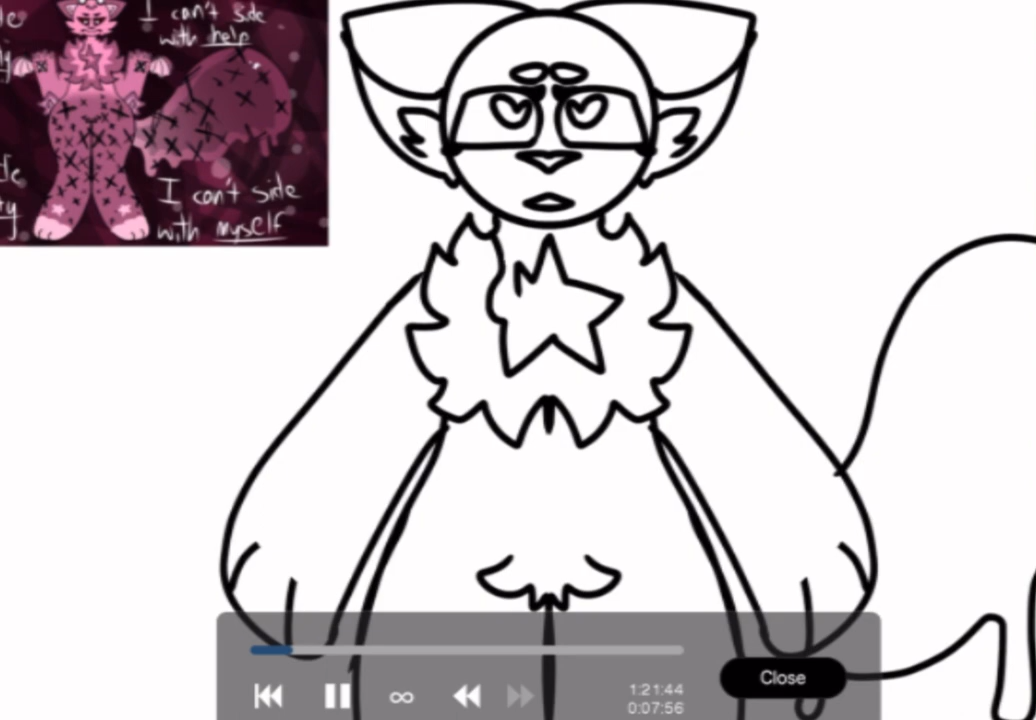 I can't side
with help
I can't side
with myself
1:21:44
0:07:56
Close